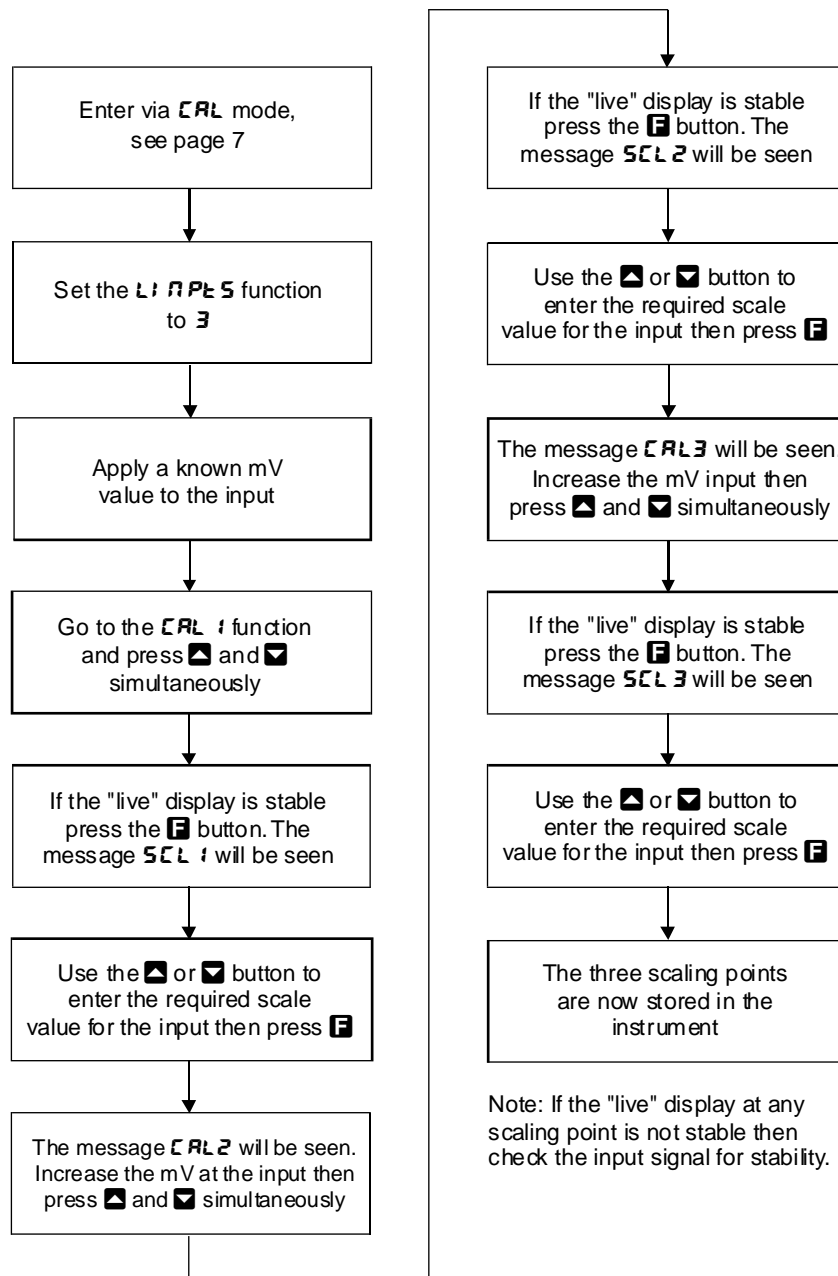 Enter via CAL mode,
see page 7
Set the LINPtS function
to 3
Apply a known mV
value to the input
Go to the CAL 1 function
and press ▲ and ▼
simultaneously
If the "live" display is stable
press the F button. The
message SCL 1 will be seen
Use the ▲ or ▼ button to
enter the required scale
value for the input then press F
The message CAL2 will be seen.
Increase the mV at the input then
press ▲ and ▼ simultaneously
If the "live" display is stable
press the F button. The
message SCL 2 will be seen
Use the ▲ or ▼ button to
enter the required scale
value for the input then press F
The message CAL3 will be seen.
Increase the mV input then
press ▲ and ▼ simultaneously
If the "live" display is stable
press the F button. The
message SCL 3 will be seen
Use the ▲ or ▼ button to
enter the required scale
value for the input then press F
The three scaling points
are now stored in the
instrument
Note: If the "live" display at any
scaling point is not stable then
check the input signal for stability.